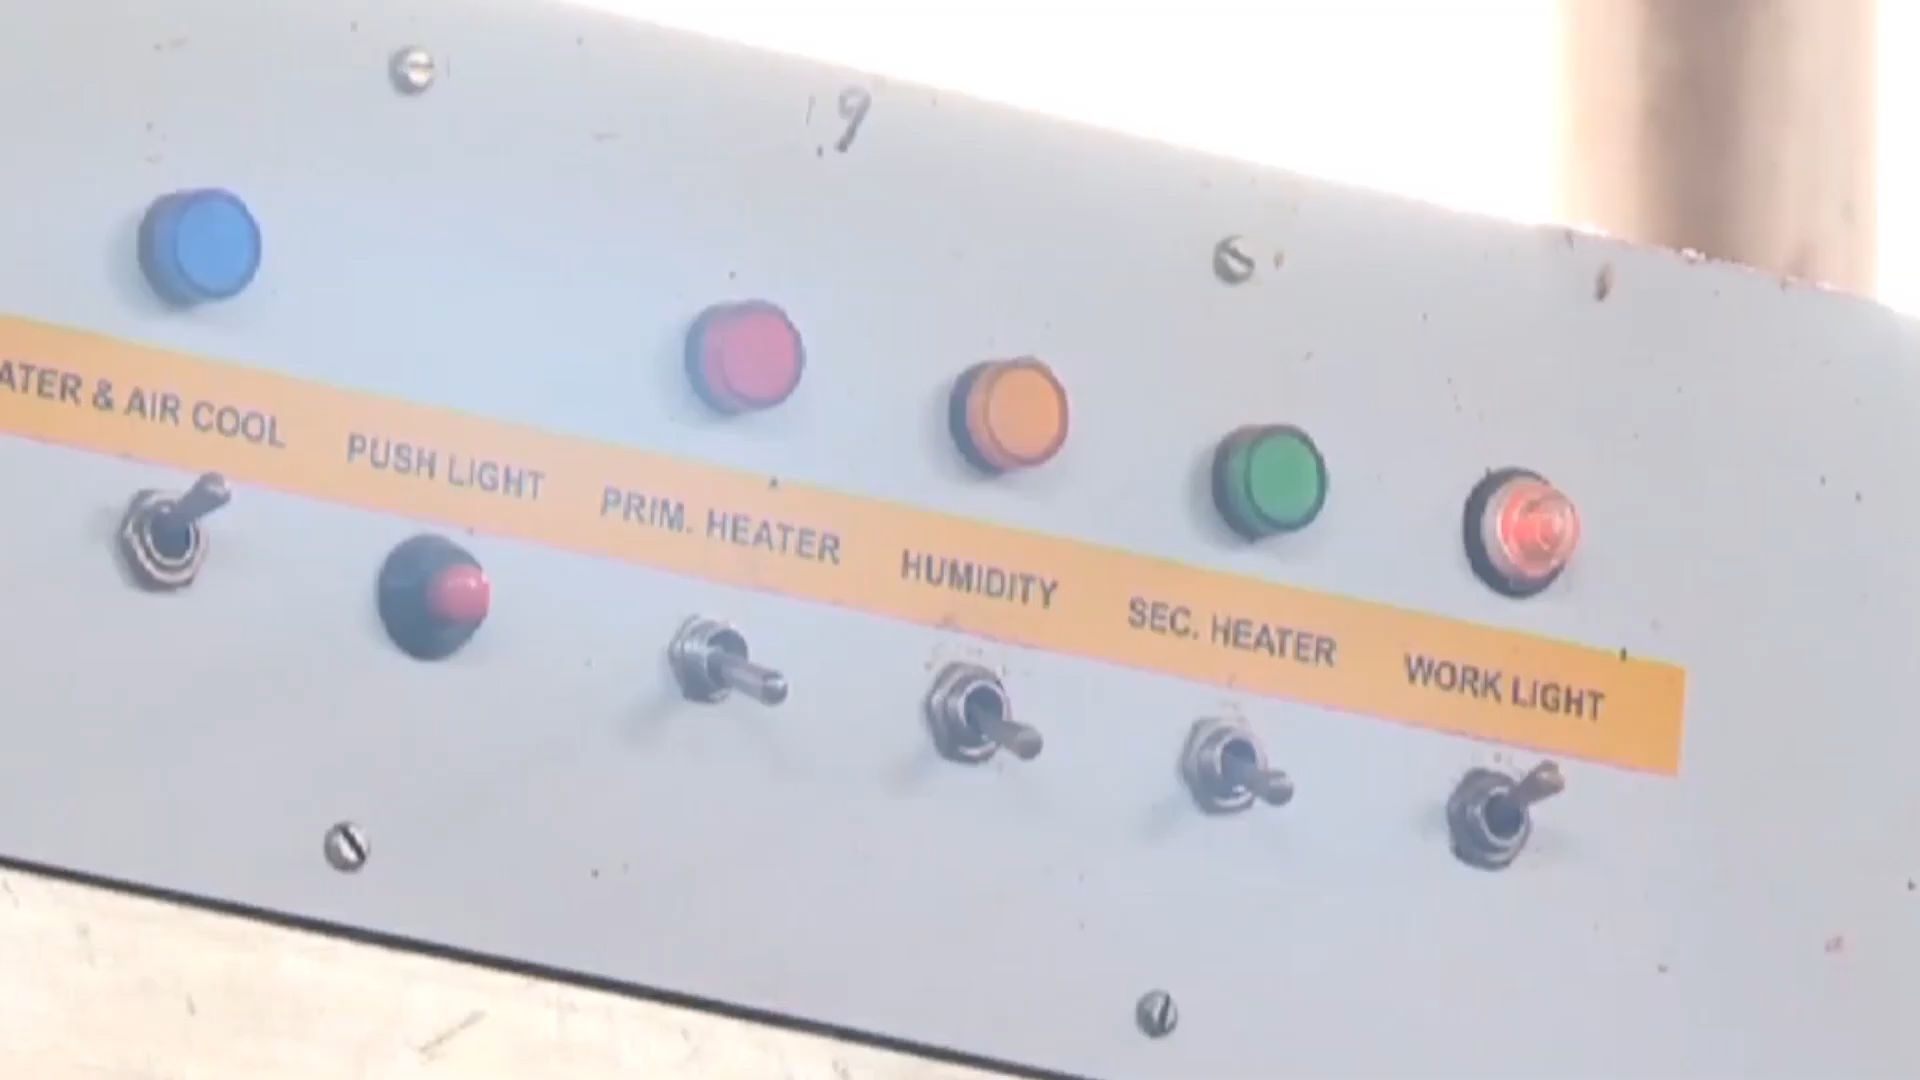 9
ATER & AIR COOL
PUSH LIGHT
PRIM. HEATER
HUMIDITY
SEC. HEATER
WORK LIGHT